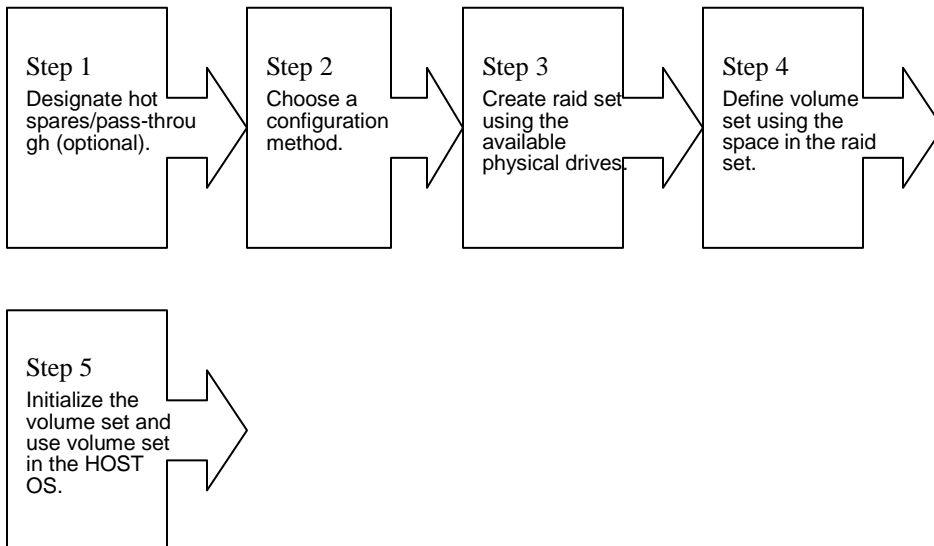 Step 1
Designate hot
spares/pass-throu
gh (optional).
Step 2
Choose a
configuration
method.
Step 3
Create raid set
using the
available
physical drives.
Step 4
Define volume
set using the
space in the raid
set.
Step 5
Initialize the
volume set and
use volume set
in the HOST
OS.